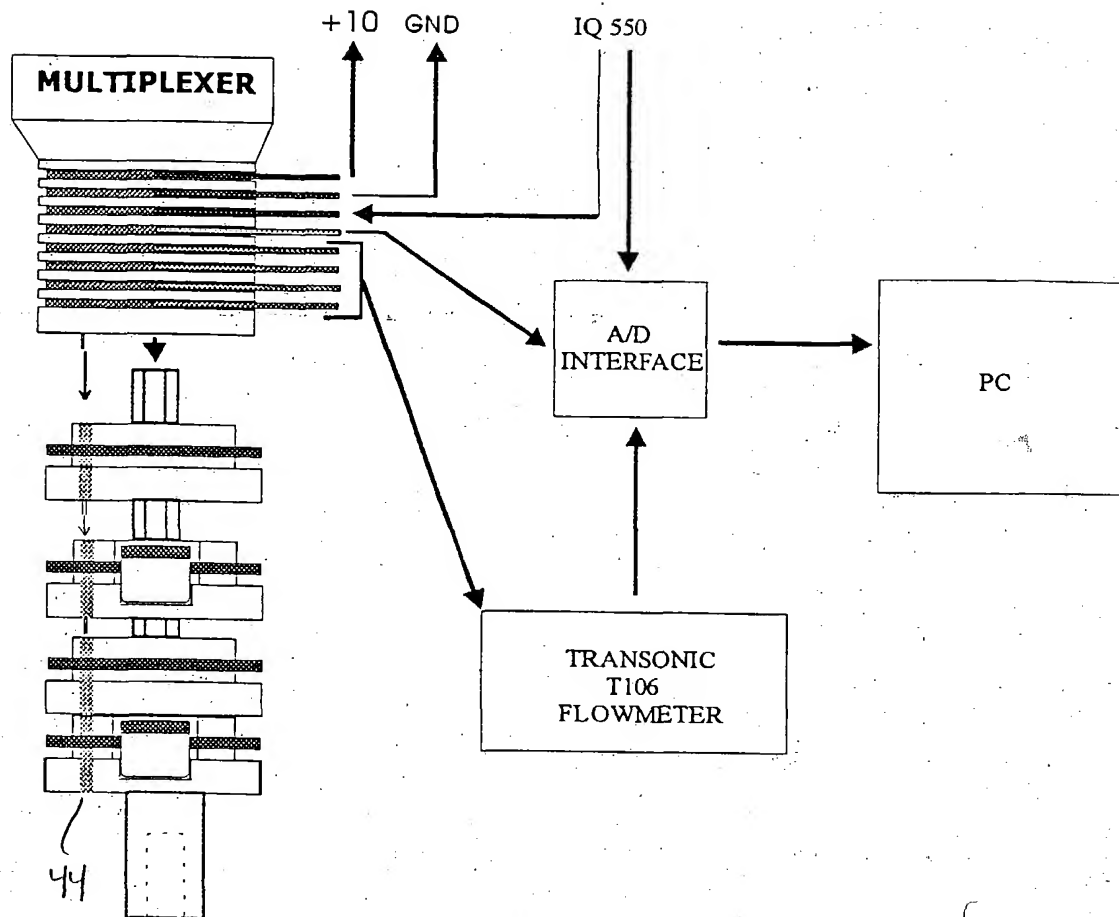 +10 GND IQ 550
MULTIPLEXER
A/D
INTERFACE
PC
TRANSONIC
T106
FLOWMETER
44